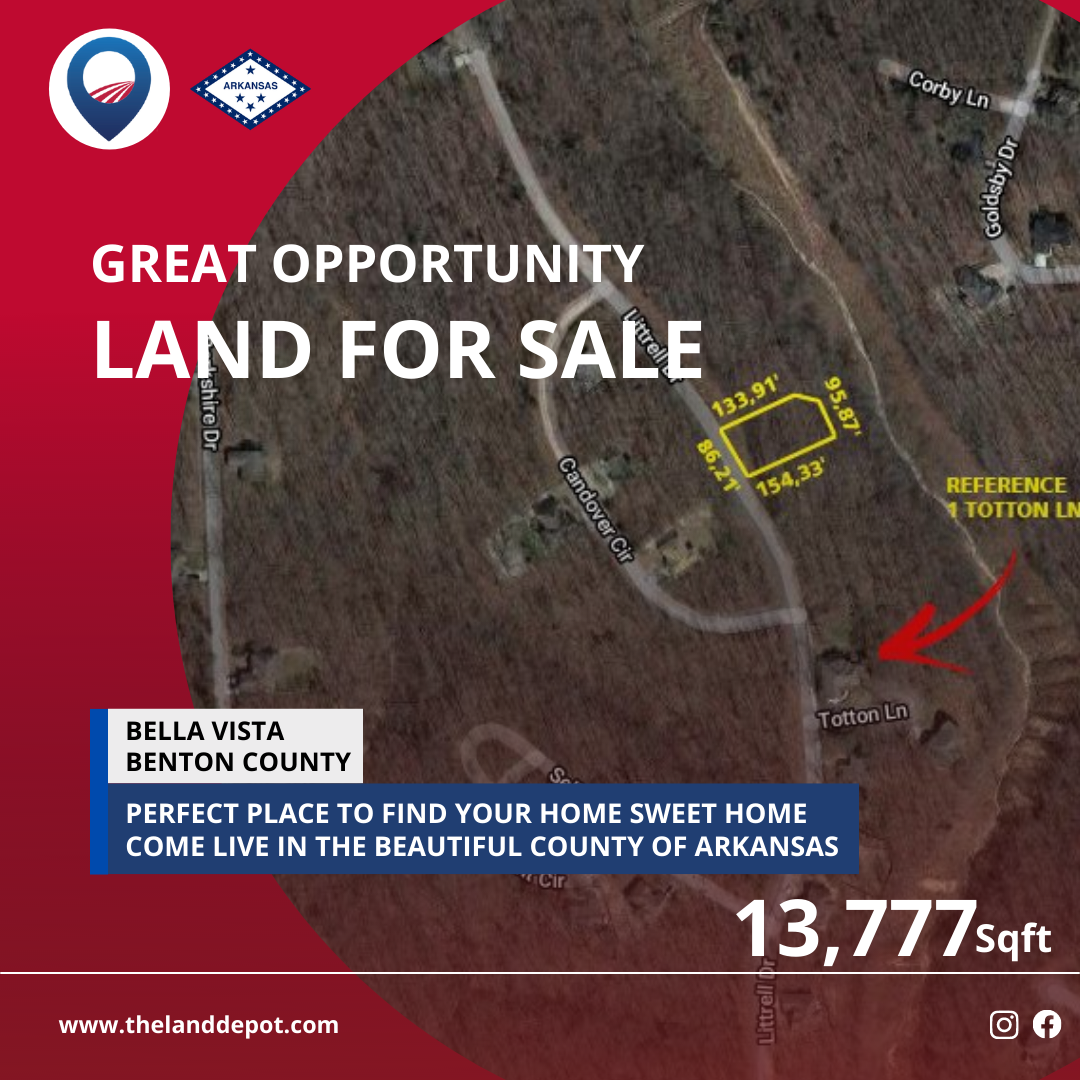 ARKANSAS
Corby Ln
Goldsby Dr
GREAT OPPORTUNITY
LAND FOR SALE
Littrell Dr
133,91'
95,87'
86,21'
154,33'
Candover Cir
REFERENCE
1 TOTTON LN
Totton Ln
BELLA VISTA
BENTON COUNTY
PERFECT PLACE TO FIND YOUR HOME SWEET HOME
COME LIVE IN THE BEAUTIFUL COUNTY OF ARKANSAS
Cir
13,777Sqft
Littrell Dr
www.thelanddepot.com